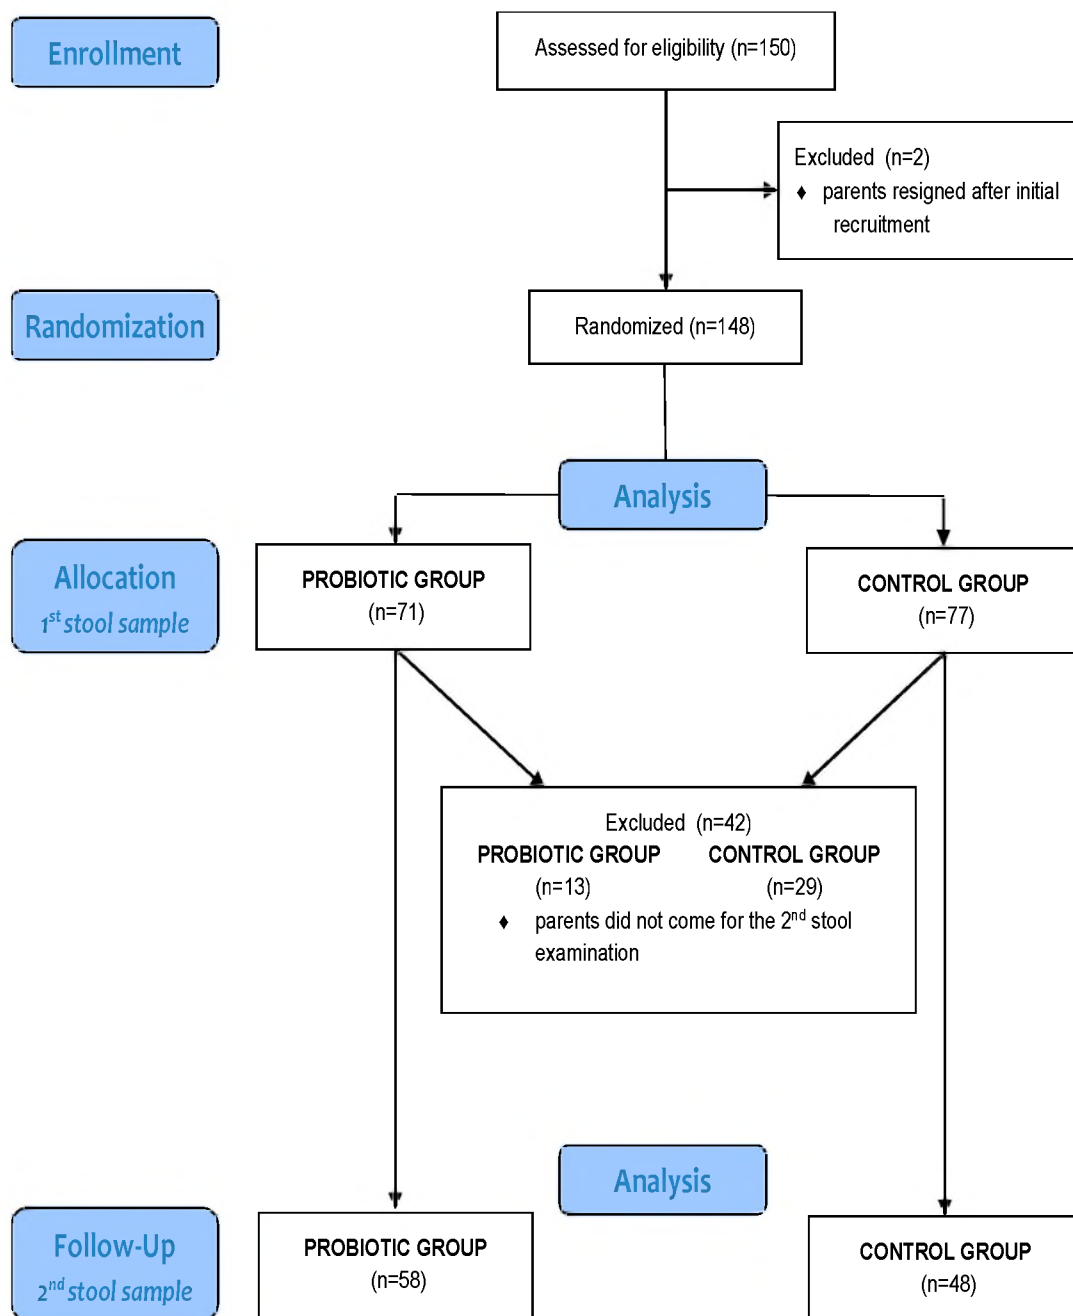 Enrollment
Assessed for eligibility (n=150)
Excluded (n=2)
♦ parents resigned after initial
recruitment
Randomization
Randomized (n=148)
Analysis
Allocation
1st stool sample
PROBIOTIC GROUP
(n=71)
CONTROL GROUP
(n=77)
Excluded (n=42)
PROBIOTIC GROUP CONTROL GROUP
(n=13) (n=29)
♦ parents did not come for the 2nd stool
examination
Analysis
Follow-Up
2nd stool sample
PROBIOTIC GROUP
(n=58)
CONTROL GROUP
(n=48)